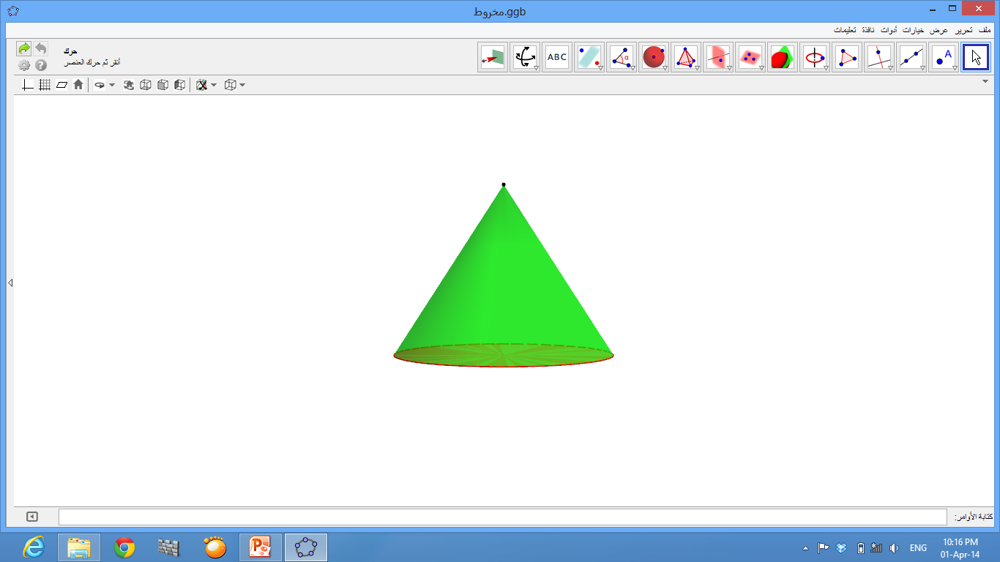 مخروط.ggb
ملف تحرير عرض خيارات أدوات نافذة تعليمات
حرك
أنقر ثم حرك العنصر
ABC
α
A
كتابة الأوامر:
ENG
10:16 PM
01-Apr-14